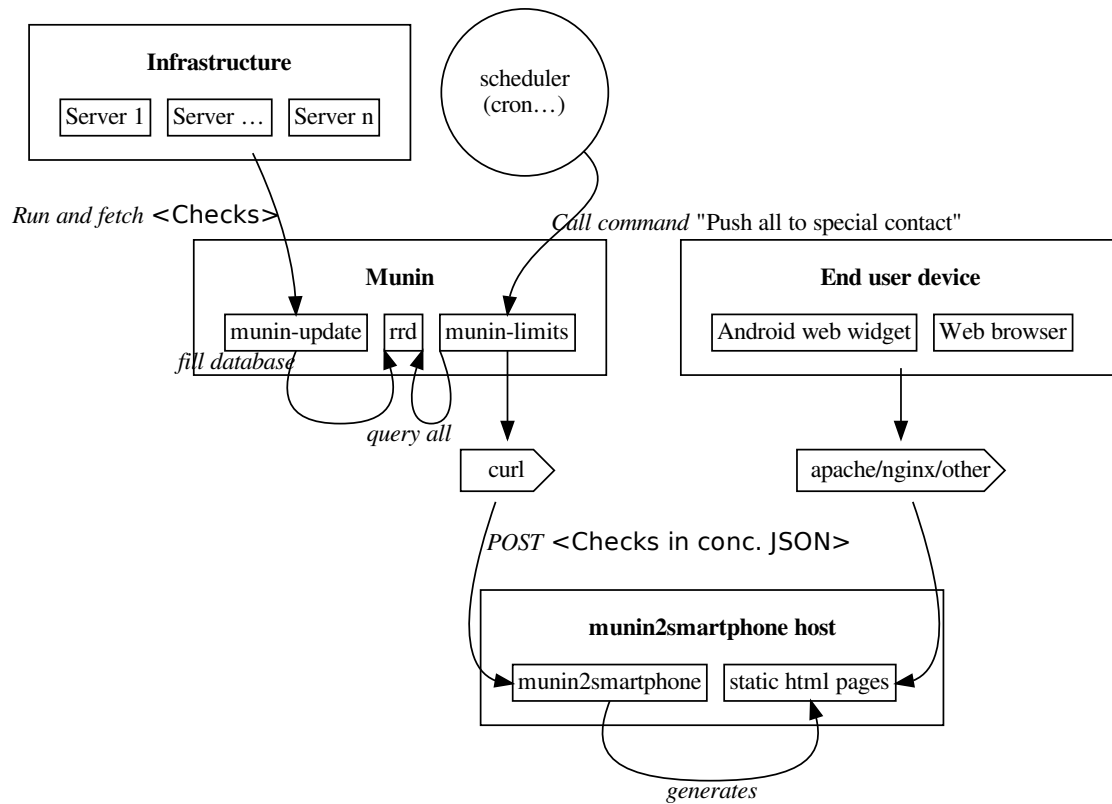 Infrastructure
Server 1
Server …
Server n
scheduler
(cron…)
Run and fetch <Checks>
Call command "Push all to special contact"
Munin
munin-update
rrd
munin-limits
fill database
query all
End user device
Android web widget
Web browser
curl
apache/nginx/other
POST <Checks in conc. JSON>
munin2smartphone host
munin2smartphone
static html pages
generates